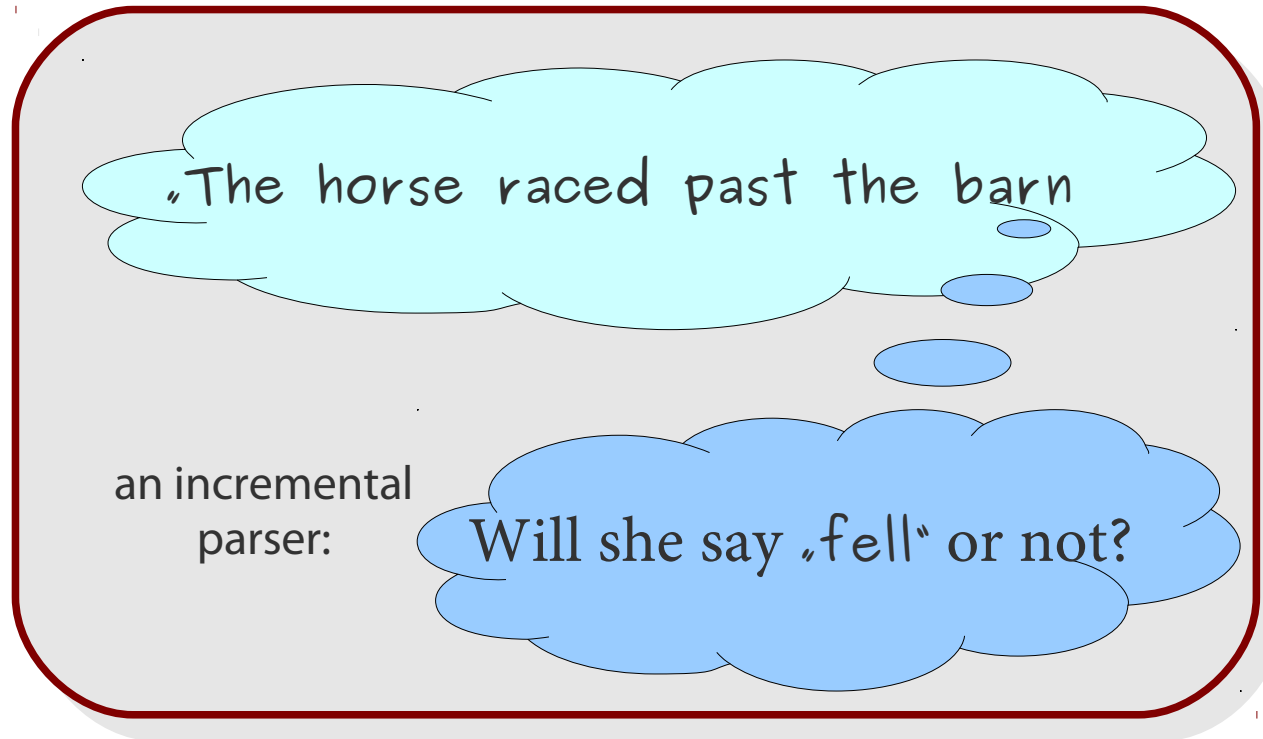 „The horse raced past the barn
an incremental
parser:
Will she say „fell“ or not?